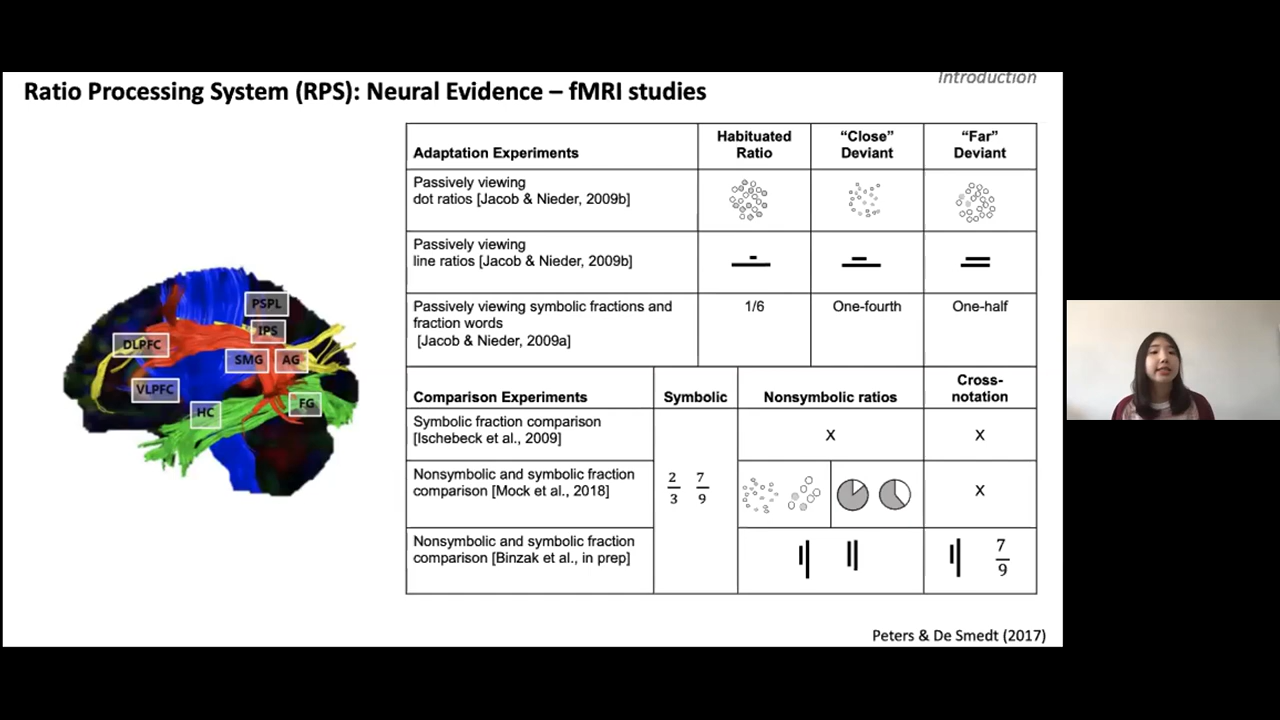 Introduction
Ratio Processing System (RPS): Neural Evidence – fMRI studies
PSPL
IPS
DLPFC
SMG
AG
VLPFC
HC
FG
Adaptation Experiments
Habituated
Ratio
“Close”
Deviant
“Far”
Deviant
Passively viewing
dot ratios [Jacob & Nieder, 2009b]
Passively viewing
line ratios [Jacob & Nieder, 2009b]
Passively viewing symbolic fractions and
fraction words
[Jacob & Nieder, 2009a]
1/6
One-fourth
One-half
Comparison Experiments
Symbolic
Nonsymbolic ratios
Cross-
notation
Symbolic fraction comparison
[Ischebeck et al., 2009]
X
X
Nonsymbolic and symbolic fraction
comparison [Mock et al., 2018]
2 7
3 9
X
Nonsymbolic and symbolic fraction
comparison [Binzak et al., in prep]
7
9
Peters & De Smedt (2017)